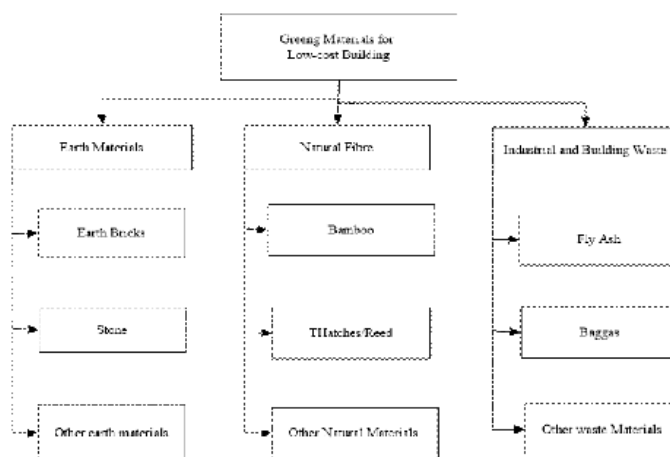 Greeng Materials for
Low-cost Building
Earth Materials
Natural Fibre
Industrial and Building Waste
Earth Bricks
Bamboo
Fly Ash
Stone
THatches/Reed
Baggas
Other earth materials
Other Natural Materials
Other waste Materials